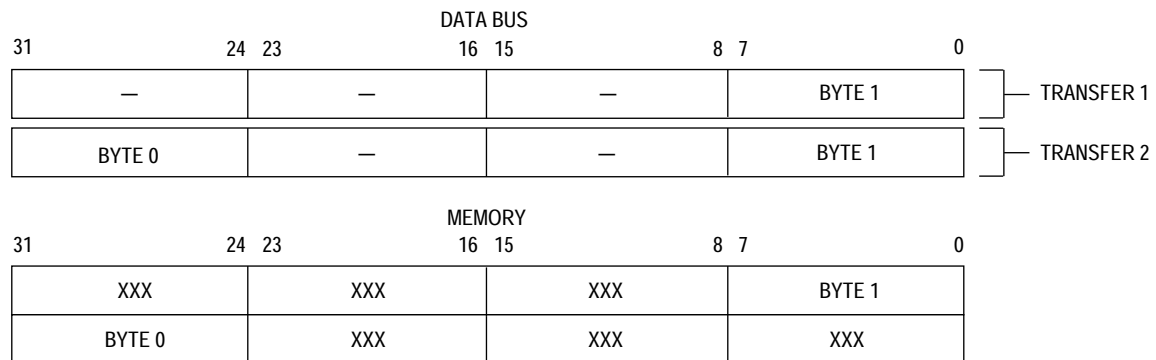 DATA BUS
31 24 23 16 15 8 7 0
— — — BYTE 1 TRANSFER 1
BYTE 0 — — BYTE 1 TRANSFER 2
MEMORY
31 24 23 16 15 8 7 0
XXX XXX XXX BYTE 1
BYTE 0 XXX XXX XXX